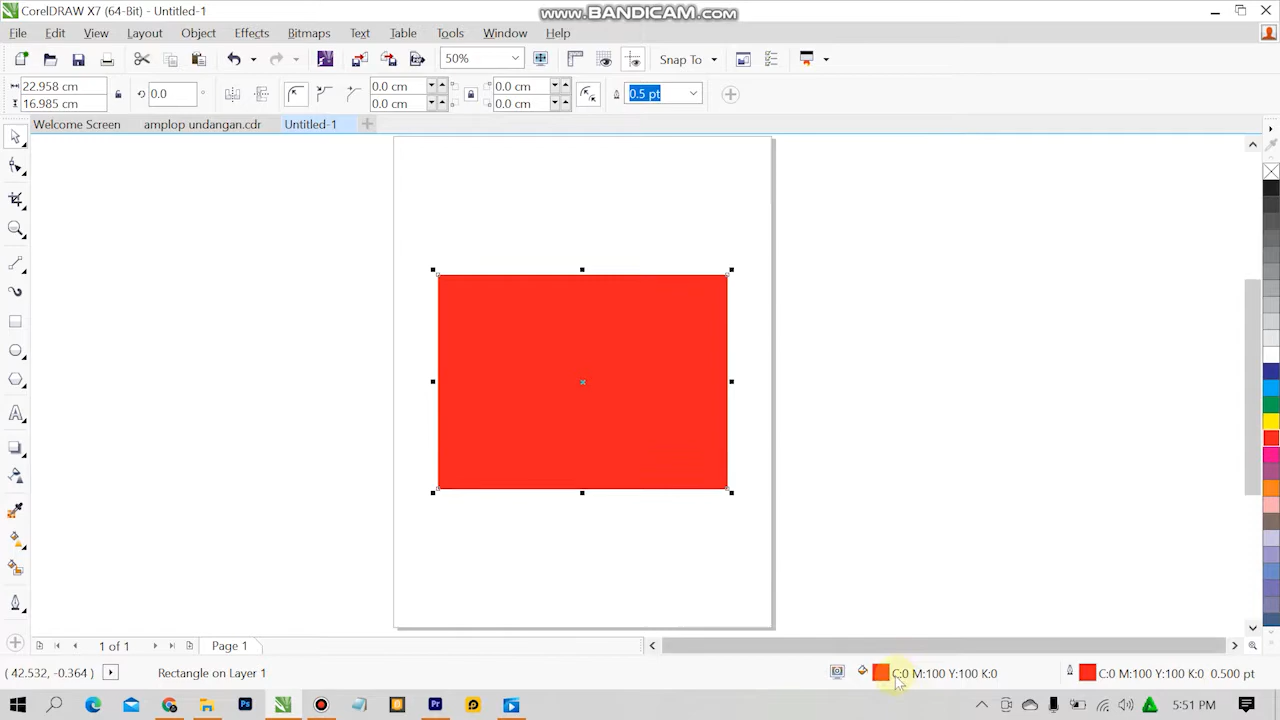 CorelDRAW X7 (64-Bit) - Untitled-1
www.BANDICAM.com
File Edit View Layout Object Effects Bitmaps Text Table Tools Window Help
50% Snap To
22.958 cm 0.0 0.0 cm 0.0 cm 0.5 pt
16.985 cm 0.0 cm 0.0 cm
Welcome Screen amplop undangan.cdr Untitled-1
1 of 1 Page 1
( 42.532, -0.364 ) Rectangle on Layer 1 C:0 M:100 Y:100 K:0 C:0 M:100 Y:100 K:0 0.500 pt
Ps Pr 5:51 PM